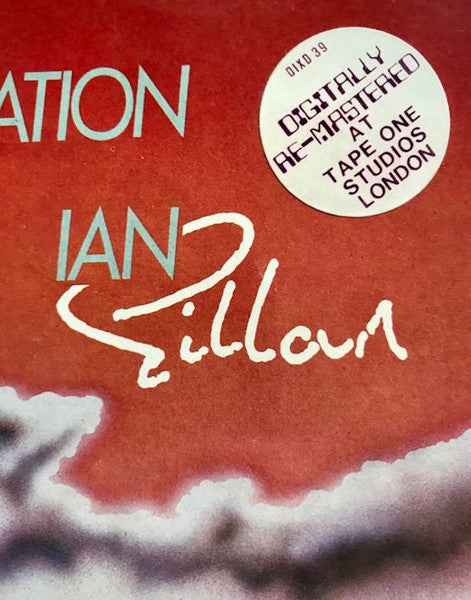 ATION
IAN
Gillan
DIXD 39
DIGITALLY
RE-MASTERED
AT
TAPE ONE
STUDIOS
LONDON